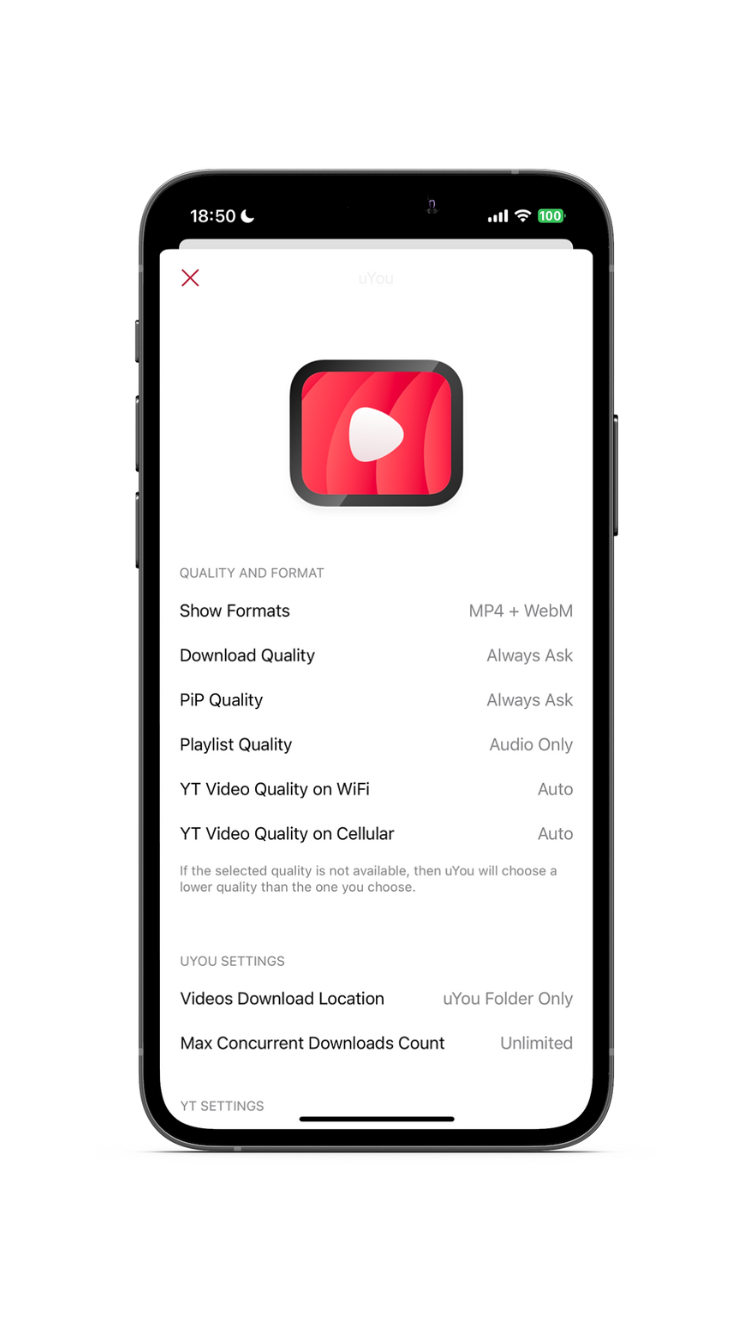 18:50
100
uYou
QUALITY AND FORMAT
Show Formats MP4 + WebM
Download Quality Always Ask
PiP Quality Always Ask
Playlist Quality Audio Only
YT Video Quality on WiFi Auto
YT Video Quality on Cellular Auto
If the selected quality is not available, then uYou will choose a
lower quality than the one you choose.
UYOU SETTINGS
Videos Download Location uYou Folder Only
Max Concurrent Downloads Count Unlimited
YT SETTINGS